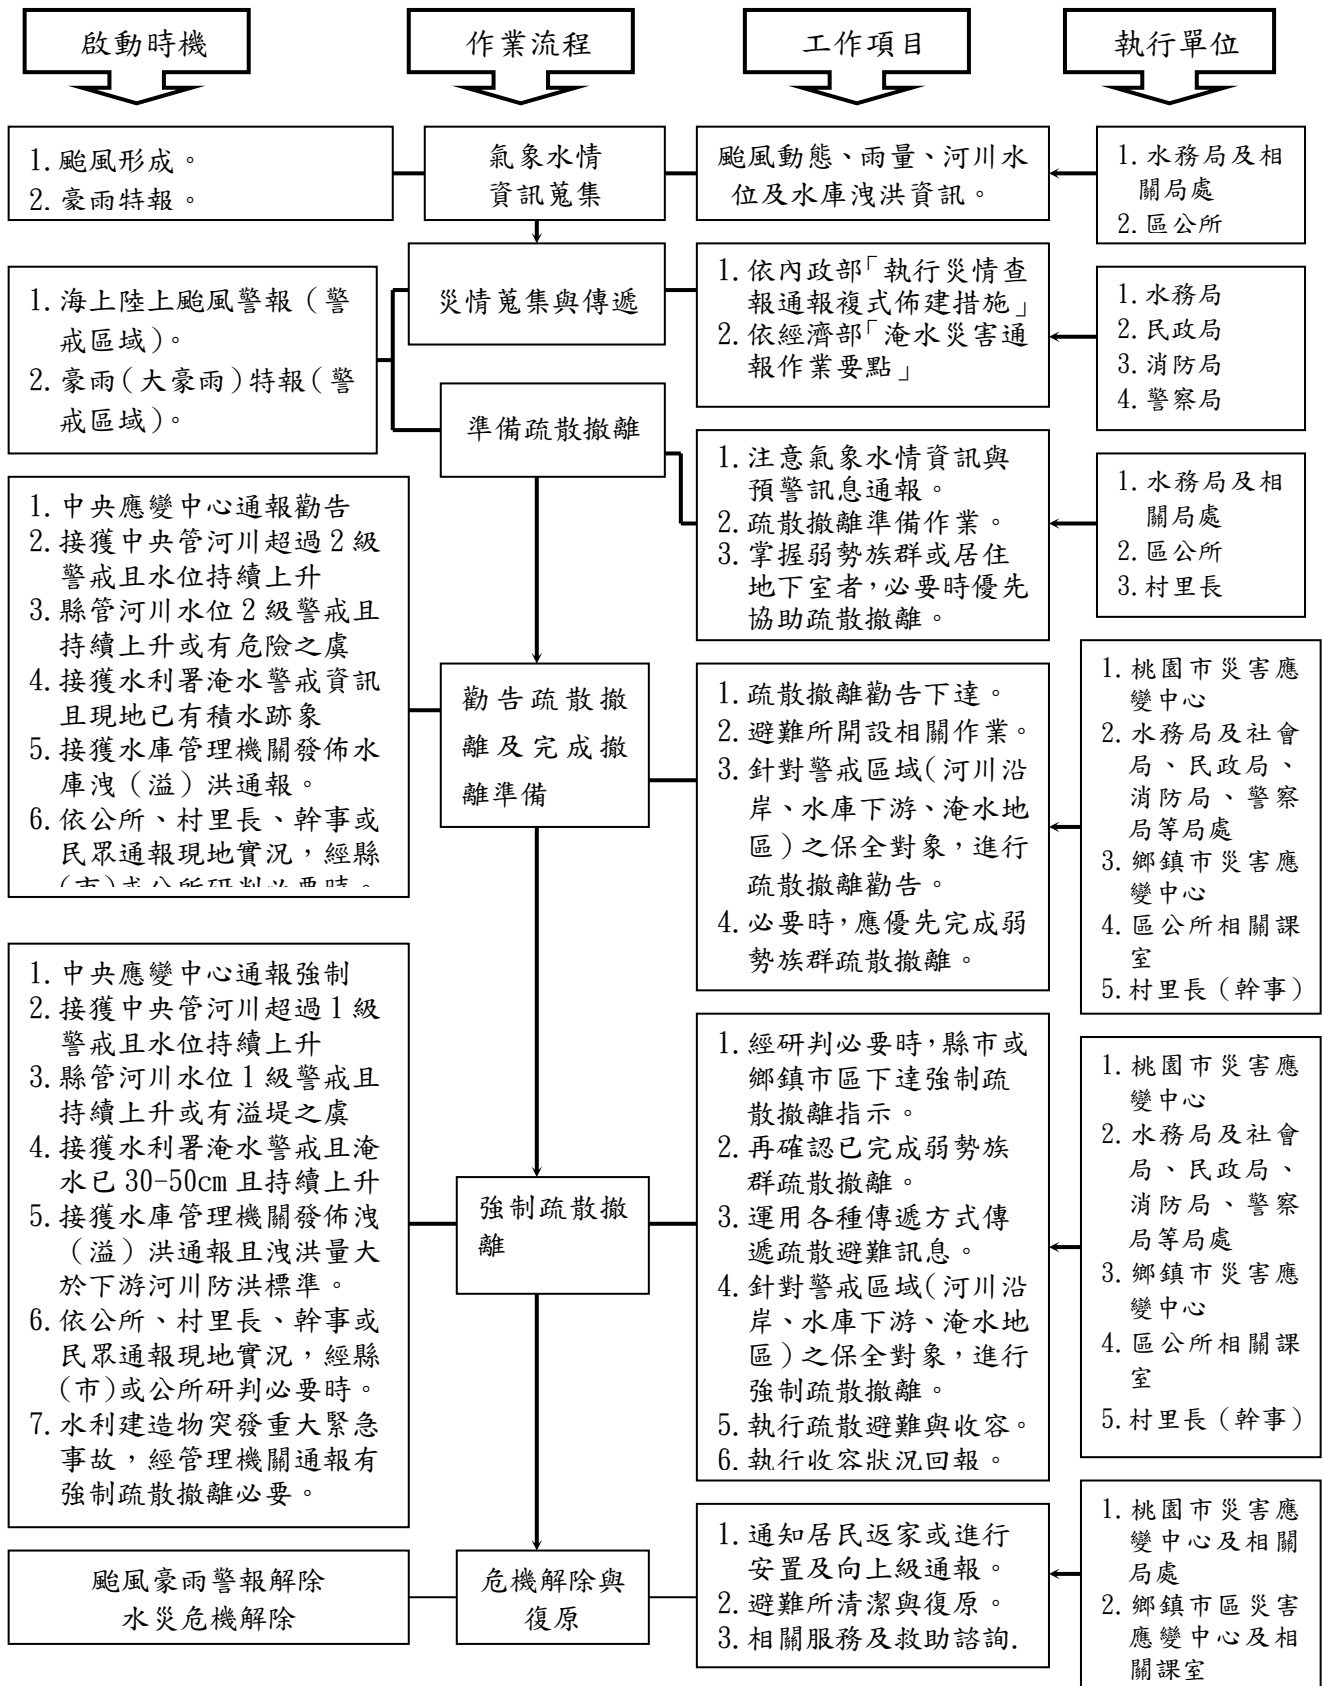 啟動時機
作業流程
工作項目
執行單位
1.颱風形成。
2.豪雨特報。
氣象水情
資訊蒐集
颱風動態、雨量、河川水
位及水庫洩洪資訊。
1.水務局及相
關局處
2.區公所
1.海上陸上颱風警報（警
戒區域）。
2.豪雨（大豪雨）特報（警
戒區域）。
災情蒐集與傳遞
1.依內政部「執行災情查
報通報複式佈建措施」
2.依經濟部「淹水災害通
報作業要點」
1.水務局
2.民政局
3.消防局
4.警察局
準備疏散撤離
1.注意氣象水情資訊與
預警訊息通報。
2.疏散撤離準備作業。
3.掌握弱勢族群或居住
地下室者，必要時優先
協助疏散撤離。
1.水務局及相
關局處
2.區公所
3.村里長
1.中央應變中心通報勸告
2.接獲中央管河川超過2級
警戒且水位持續上升
3.縣管河川水位2級警戒且
持續上升或有危險之虞
4.接獲水利署淹水警戒資訊
且現地已有積水跡象
5.接獲水庫管理機關發佈水
庫洩（溢）洪通報。
6.依公所、村里長、幹事或
民眾通報現地實況，經縣
(市)或公所研判必要時。
勸告疏散撤
離及完成撤
離準備
1.疏散撤離勸告下達。
2.避難所開設相關作業。
3.針對警戒區域(河川沿
岸、水庫下游、淹水地
區)之保全對象，進行
疏散撤離勸告。
4.必要時，應優先完成弱
勢族群疏散撤離。
1.桃園市災害應
變中心
2.水務局及社會
局、民政局、
消防局、警察
局等局處
3.鄉鎮市災害應
變中心
4.區公所相關課
室
5.村里長（幹事）
1.中央應變中心通報強制
2.接獲中央管河川超過1級
警戒且水位持續上升
3.縣管河川水位1級警戒且
持續上升或有溢堤之虞
4.接獲水利署淹水警戒且淹
水已30-50cm且持續上升
5.接獲水庫管理機關發佈洩
（溢）洪通報且洩洪量大
於下游河川防洪標準。
6.依公所、村里長、幹事或
民眾通報現地實況，經縣
(市)或公所研判必要時。
7.水利建造物突發重大緊急
事故，經管理機關通報有
強制疏散撤離必要。
強制疏散撤
離
1.經研判必要時，縣市或
鄉鎮市區下達強制疏
散撤離指示。
2.再確認已完成弱勢族
群疏散撤離。
3.運用各種傳遞方式傳
遞疏散避難訊息。
4.針對警戒區域(河川沿
岸、水庫下游、淹水地
區)之保全對象，進行
強制疏散撤離。
5.執行疏散避難與收容。
6.執行收容狀況回報。
1.桃園市災害應
變中心
2.水務局及社會
局、民政局、
消防局、警察
局等局處
3.鄉鎮市災害應
變中心
4.區公所相關課
室
5.村里長（幹事）
颱風豪雨警報解除
水災危機解除
危機解除與
復原
1.通知居民返家或進行
安置及向上級通報。
2.避難所清潔與復原。
3.相關服務及救助諮詢.
1.桃園市災害應
變中心及相關
局處
2.鄉鎮市區災害
應變中心及相
關課室